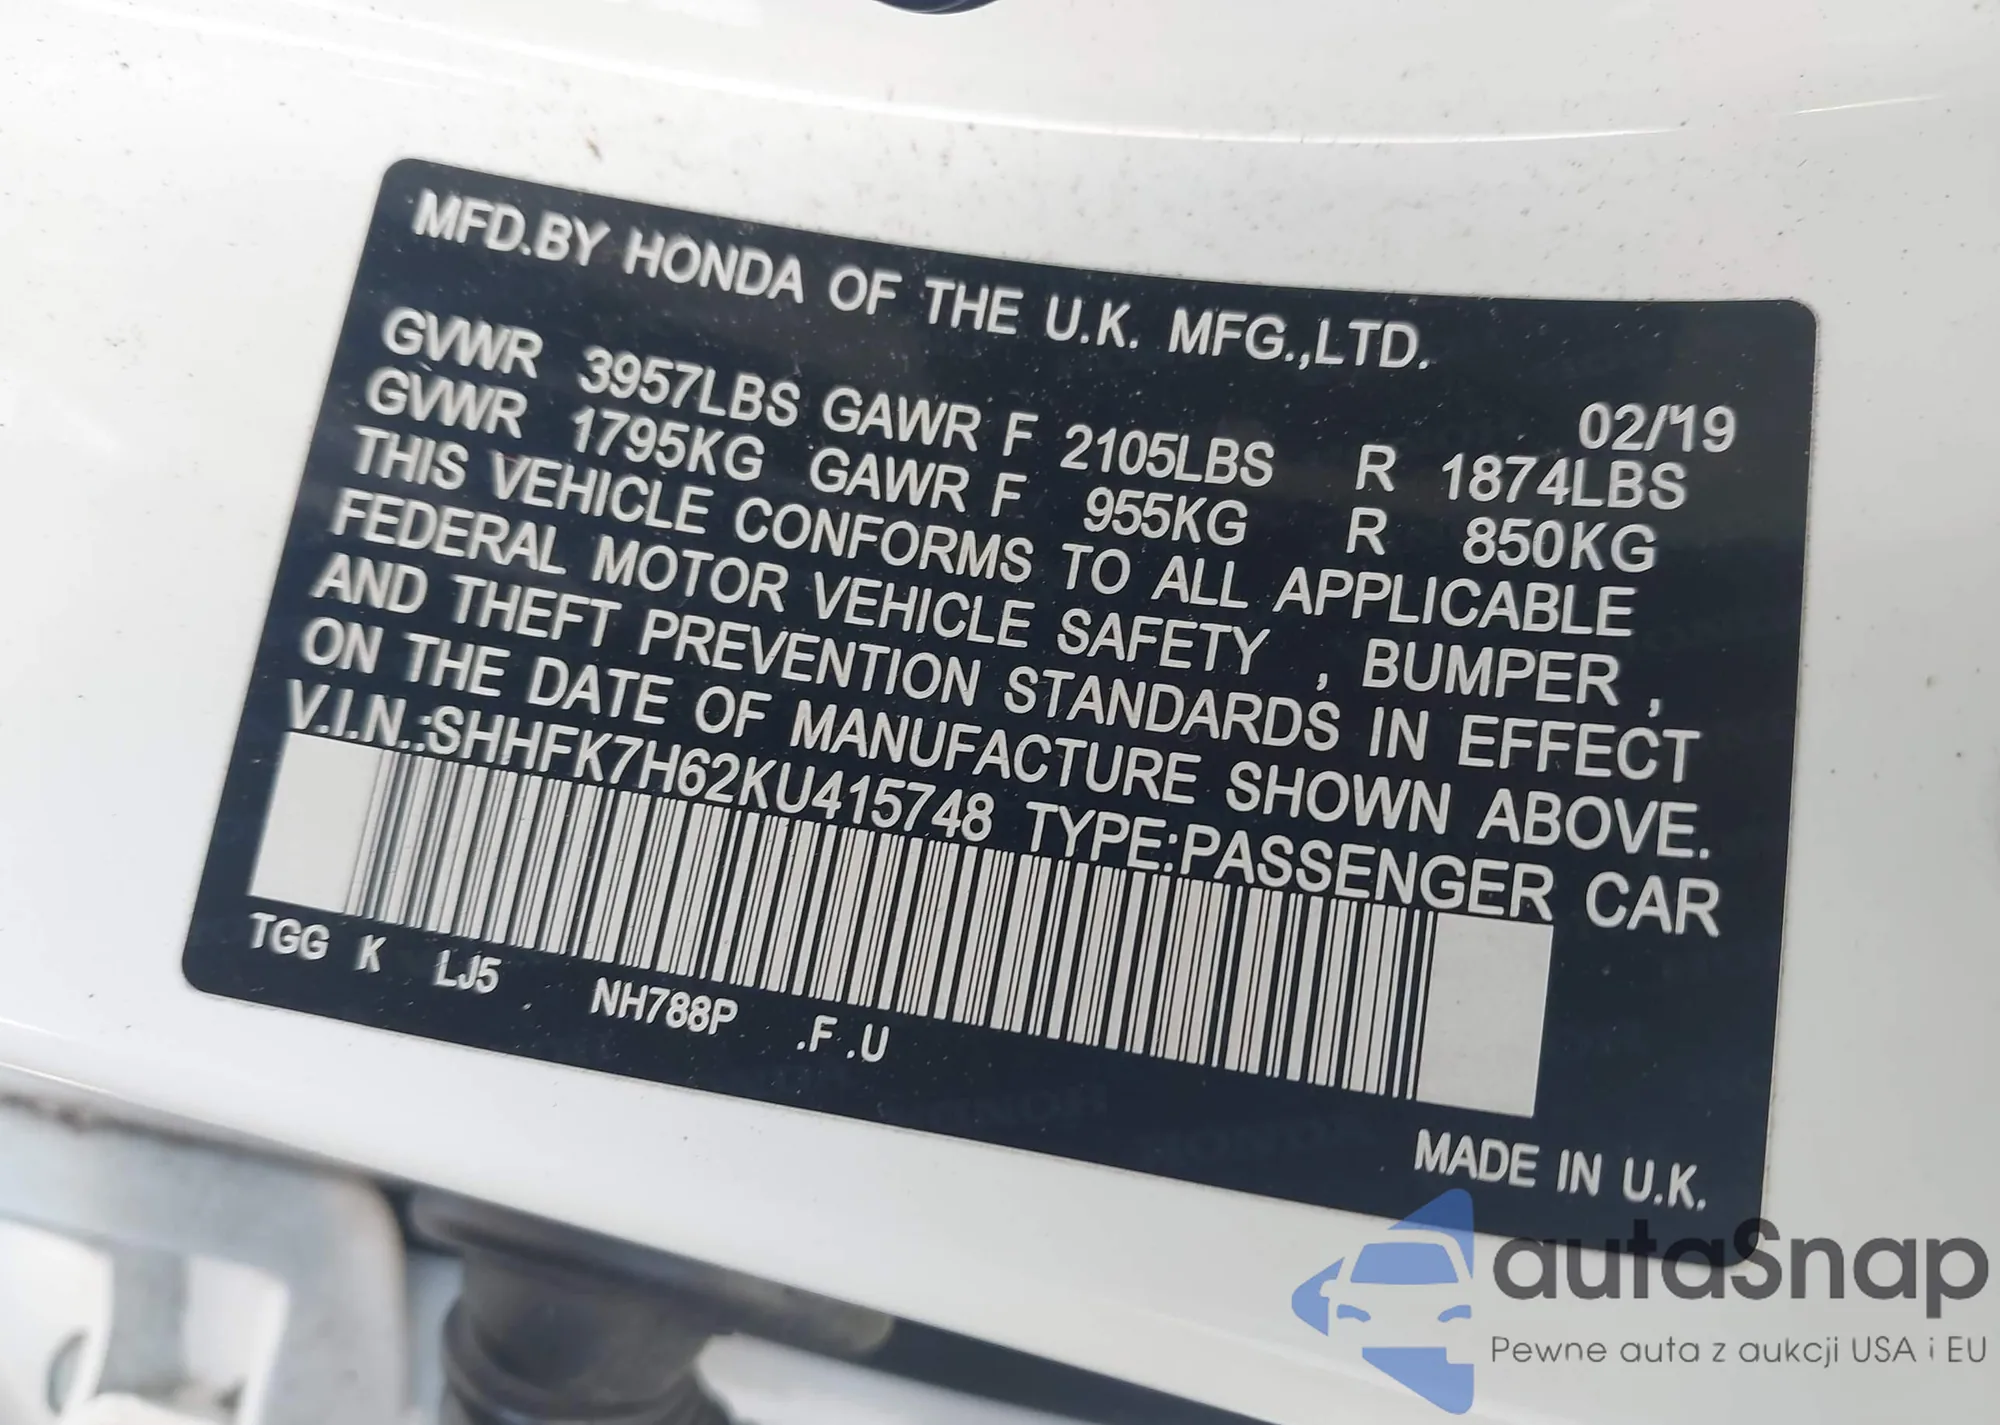 MFD.BY HONDA OF THE U.K. MFG.,LTD.
02/'19
GVWR 3957LBS GAWR F 2105LBS R 1874LBS
GVWR 1795KG GAWR F 955KG R 850KG
THIS VEHICLE CONFORMS TO ALL APPLICABLE
FEDERAL MOTOR VEHICLE SAFETY , BUMPER ,
AND THEFT PREVENTION STANDARDS IN EFFECT
ON THE DATE OF MANUFACTURE SHOWN ABOVE.
V.I.N.:SHHFK7H62KU415748 TYPE:PASSENGER CAR
TGG K LJ5 NH788P .F .U
MADE IN U.K.
autaSnap
Pewne auta z aukcji USA i EU